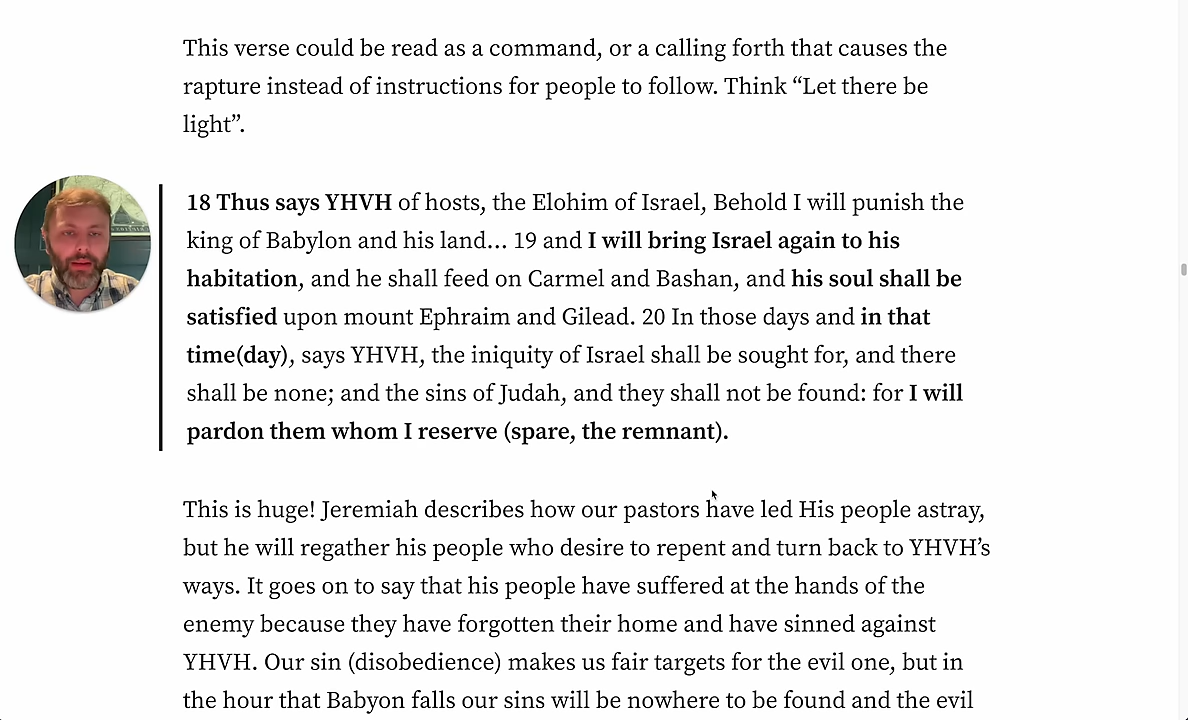 This verse could be read as a command, or a calling forth that causes the
rapture instead of instructions for people to follow. Think “Let there be
light”.
18 Thus says YHVH of hosts, the Elohim of Israel, Behold I will punish the
king of Babylon and his land... 19 and I will bring Israel again to his
habitation, and he shall feed on Carmel and Bashan, and his soul shall be
satisfied upon mount Ephraim and Gilead. 20 In those days and in that
time(day), says YHVH, the iniquity of Israel shall be sought for, and there
shall be none; and the sins of Judah, and they shall not be found: for I will
pardon them whom I reserve (spare, the remnant).
This is huge! Jeremiah describes how our pastors have led His people astray,
but he will regather his people who desire to repent and turn back to YHVH’s
ways. It goes on to say that his people have suffered at the hands of the
enemy because they have forgotten their home and have sinned against
YHVH. Our sin (disobedience) makes us fair targets for the evil one, but in
the hour that Babyon falls our sins will be nowhere to be found and the evil